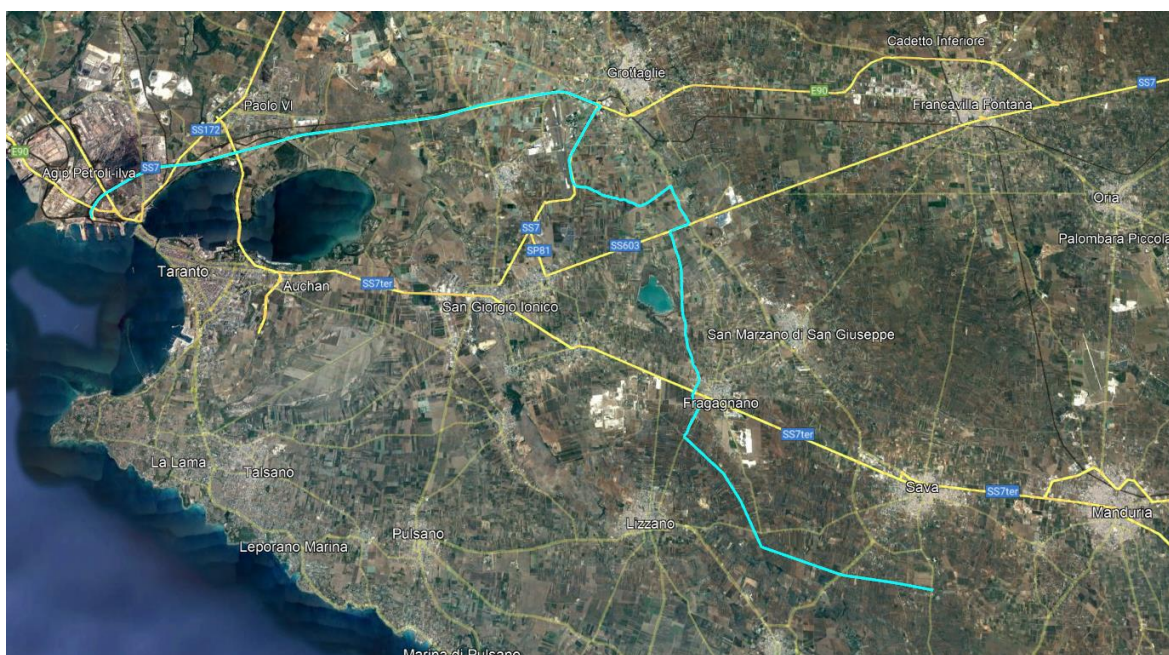 Cadetto Inferiore
Grottaglie
SS7
E90
Paolo VI
Francavilla Fontana
SS172
E90
SS7
Agip Petroli-ilva
Oria
SS7
Palombara Piccola
SP81
SS603
Taranto
Auchan
SS7ter
San Giorgio Ionico
San Marzano di San Giuseppe
Fragagnano
SS7ter
La Lama
Talsano
Sava
SS7ter
Manduria
Lizzano
Pulsano
Leporano Marina
Marina di Pulsano